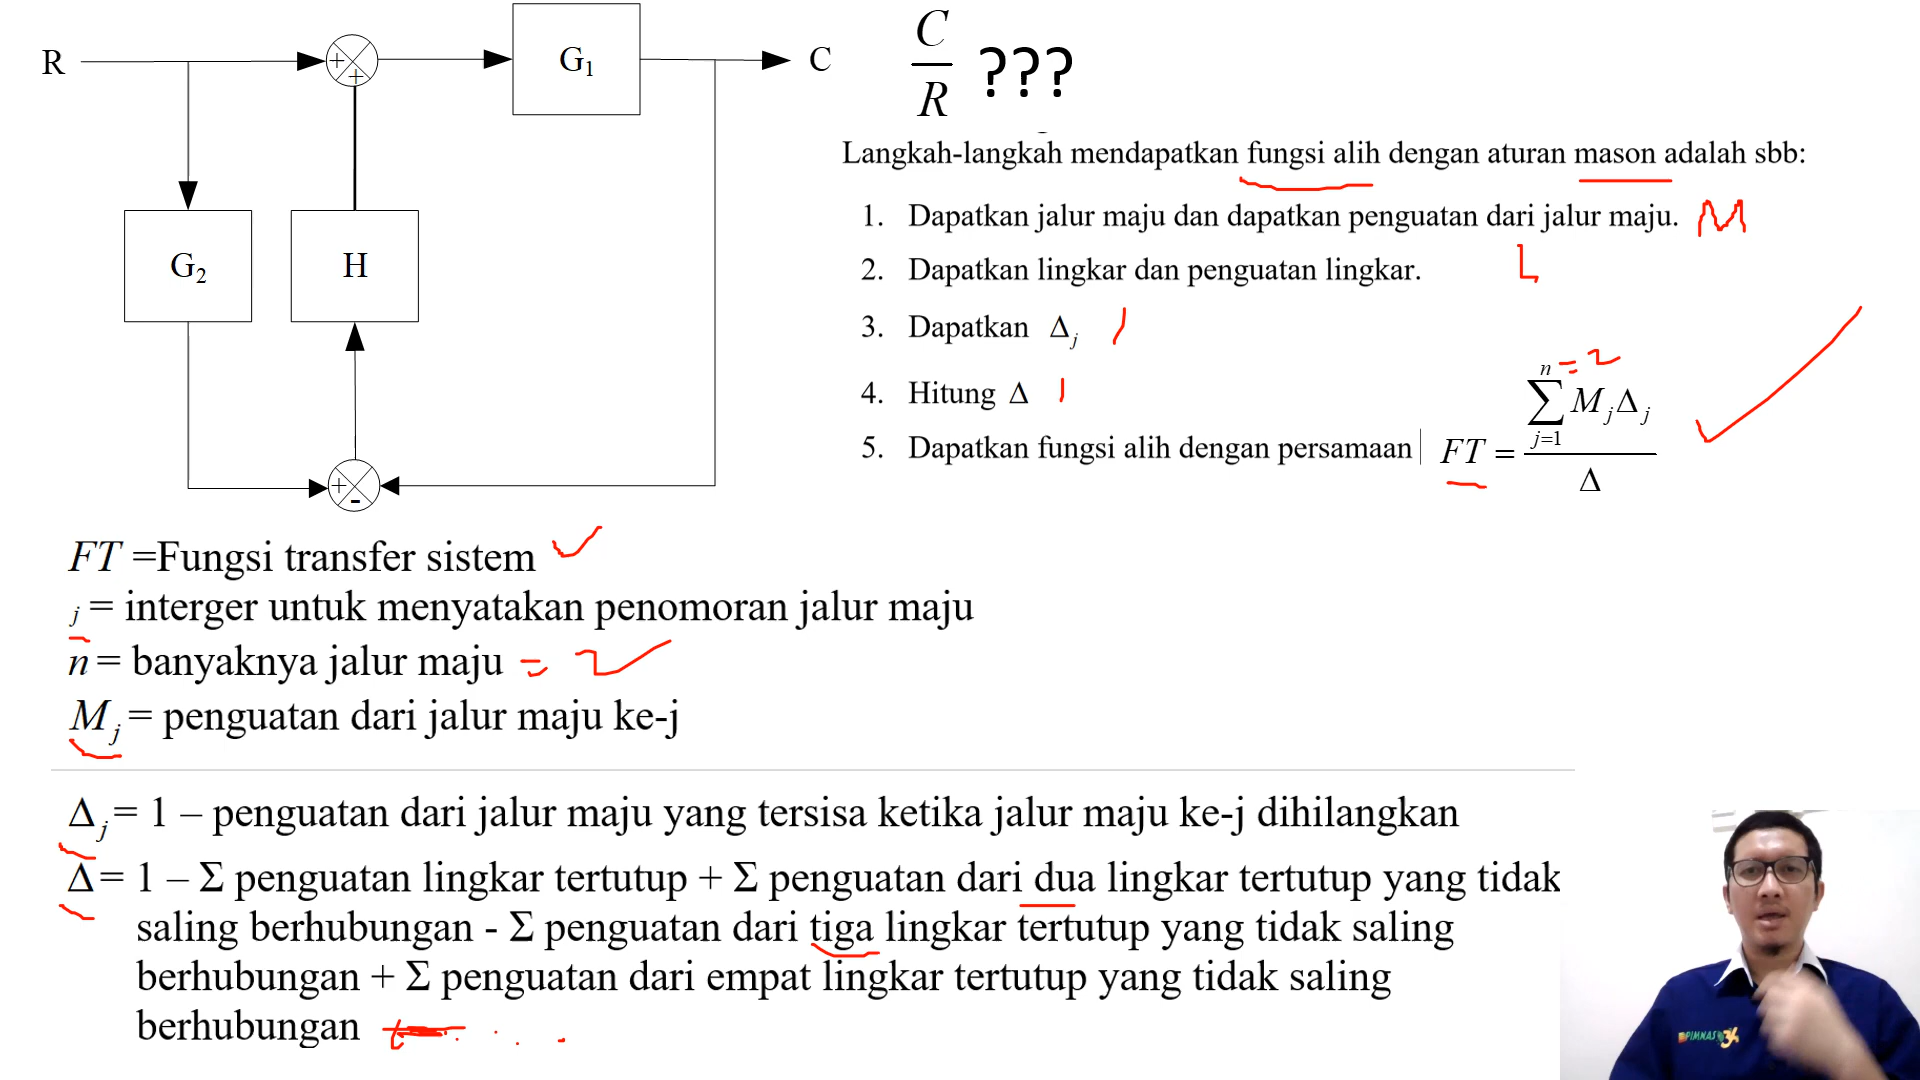 R
+
+
G1
C
G2
H
+
-
C
R
???
Langkah-langkah mendapatkan fungsi alih dengan aturan mason adalah sbb:
1. Dapatkan jalur maju dan dapatkan penguatan dari jalur maju. M
2. Dapatkan lingkar dan penguatan lingkar. L
3. Dapatkan Δj
4. Hitung Δ
5. Dapatkan fungsi alih dengan persamaan FT = Σ n j=1 MjΔj / Δ
= 2
FT =Fungsi transfer sistem
j = interger untuk menyatakan penomoran jalur maju
n = banyaknya jalur maju = 2
Mj = penguatan dari jalur maju ke-j
Δj = 1 – penguatan dari jalur maju yang tersisa ketika jalur maju ke-j dihilangkan
Δ = 1 – Σ penguatan lingkar tertutup + Σ penguatan dari dua lingkar tertutup yang tidak
saling berhubungan - Σ penguatan dari tiga lingkar tertutup yang tidak saling
berhubungan + Σ penguatan dari empat lingkar tertutup yang tidak saling
berhubungan
PIMNAS 34